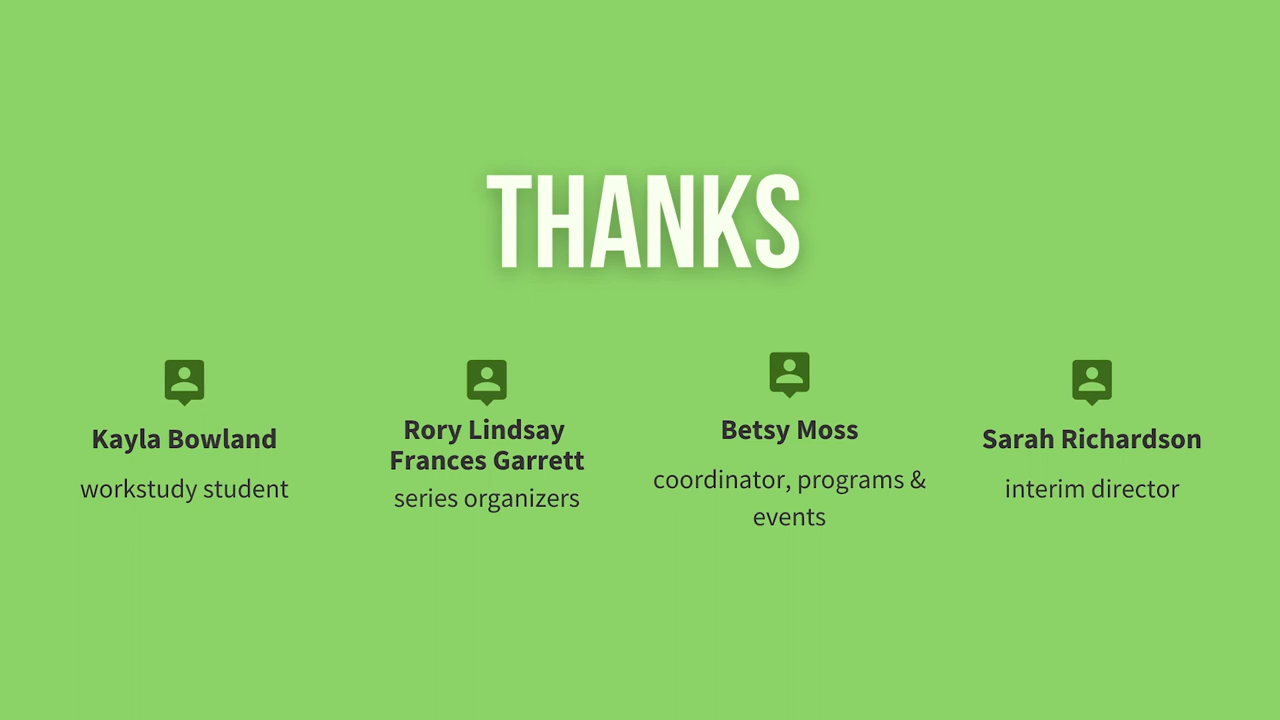 THANKS
Kayla Bowland
workstudy student
Rory Lindsay
Frances Garrett
series organizers
Betsy Moss
coordinator, programs &
events
Sarah Richardson
interim director